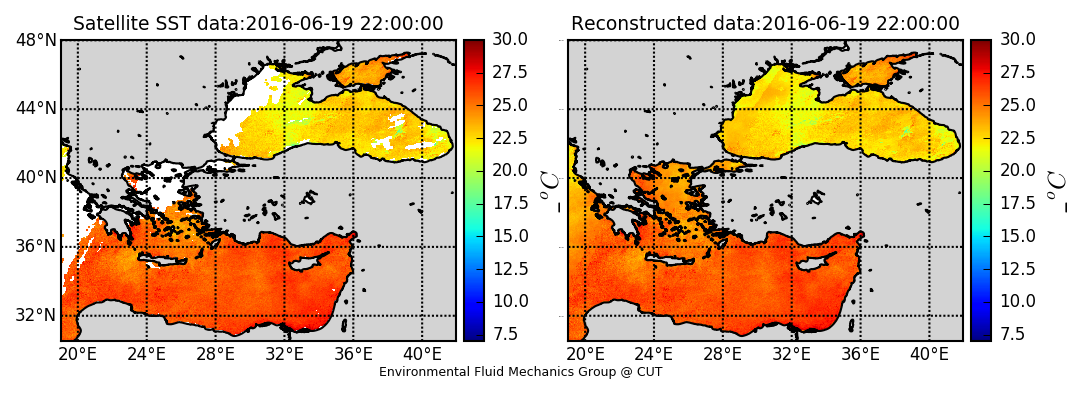 Satellite SST data:2016-06-19 22:00:00
48°N
44°N
40°N
36°N
32°N
20°E 24°E 28°E 32°E 36°E 40°E
30.0
27.5
25.0
22.5
20.0
17.5
15.0
12.5
10.0
7.5
_°C
Reconstructed data:2016-06-19 22:00:00
20°E 24°E 28°E 32°E 36°E 40°E
30.0
27.5
25.0
22.5
20.0
17.5
15.0
12.5
10.0
7.5
_°C
Environmental Fluid Mechanics Group @ CUT